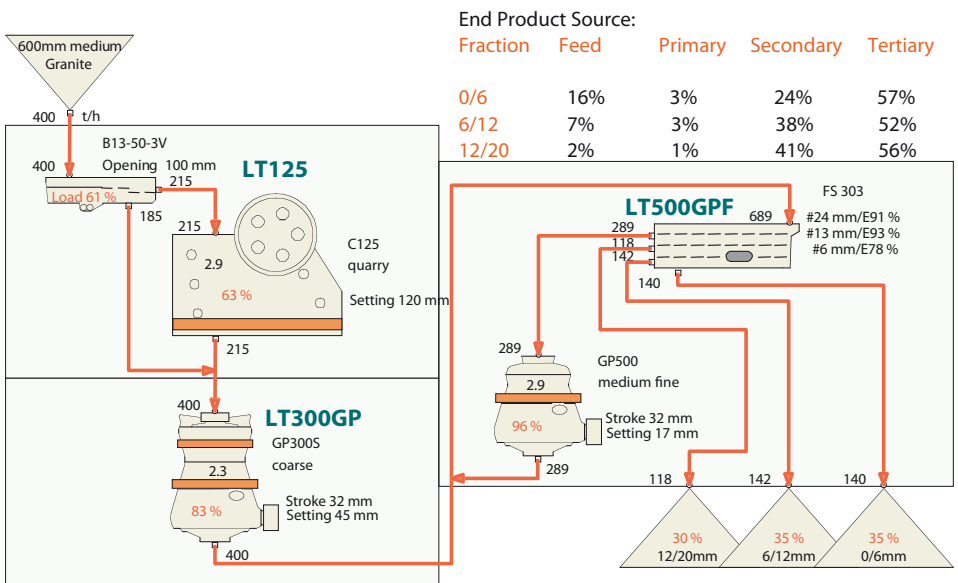 End Product Source:
Fraction Feed Primary Secondary Tertiary
0/6 16% 3% 24% 57%
6/12 7% 3% 38% 52%
12/20 2% 1% 41% 56%
600mm medium
Granite
400 t/h
B13-50-3V
Opening 100 mm
400
215
Load 61 %
185
LT125
215
2.9
63 %
C125
quarry
Setting 120 mm
215
400
LT300GP
GP300S
coarse
2.3
83 %
Stroke 32 mm
Setting 45 mm
400
LT500GPF
FS 303
689
#24 mm/E91 %
#13 mm/E93 %
#6 mm/E78 %
289
118
142
140
289
GP500
medium fine
2.9
96 %
Stroke 32 mm
Setting 17 mm
289
118 142 140
30 % 35 % 35 %
12/20mm 6/12mm 0/6mm